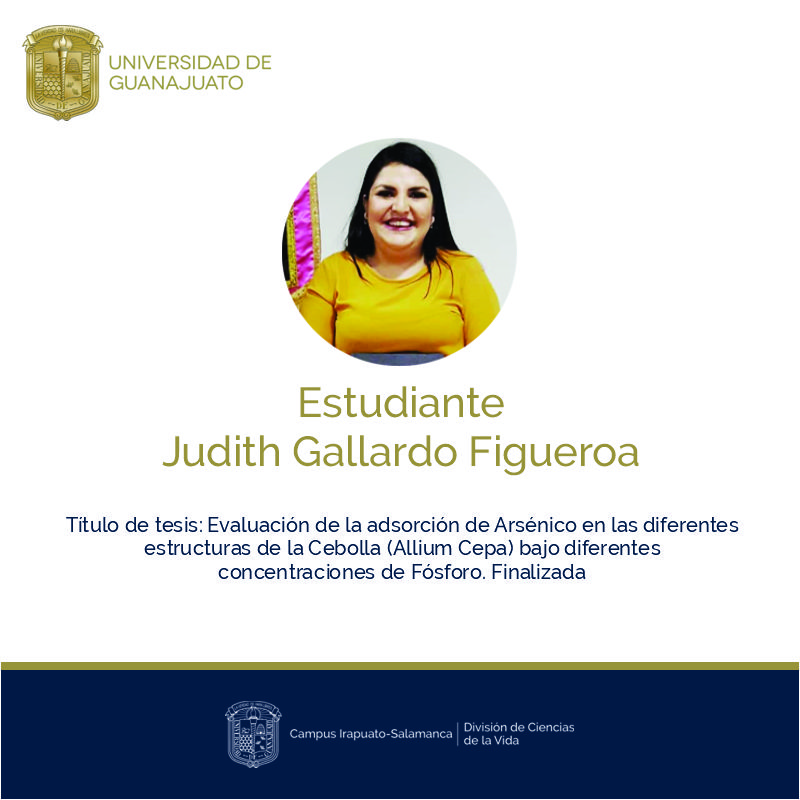 UNIVERSIDAD DE
GUANAJUATO
Estudiante
Judith Gallardo Figueroa
Título de tesis: Evaluación de la adsorción de Arsénico en las diferentes
estructuras de la Cebolla (Allium Cepa) bajo diferentes
concentraciones de Fósforo. Finalizada
Campus Irapuato-Salamanca
División de Ciencias
de la Vida